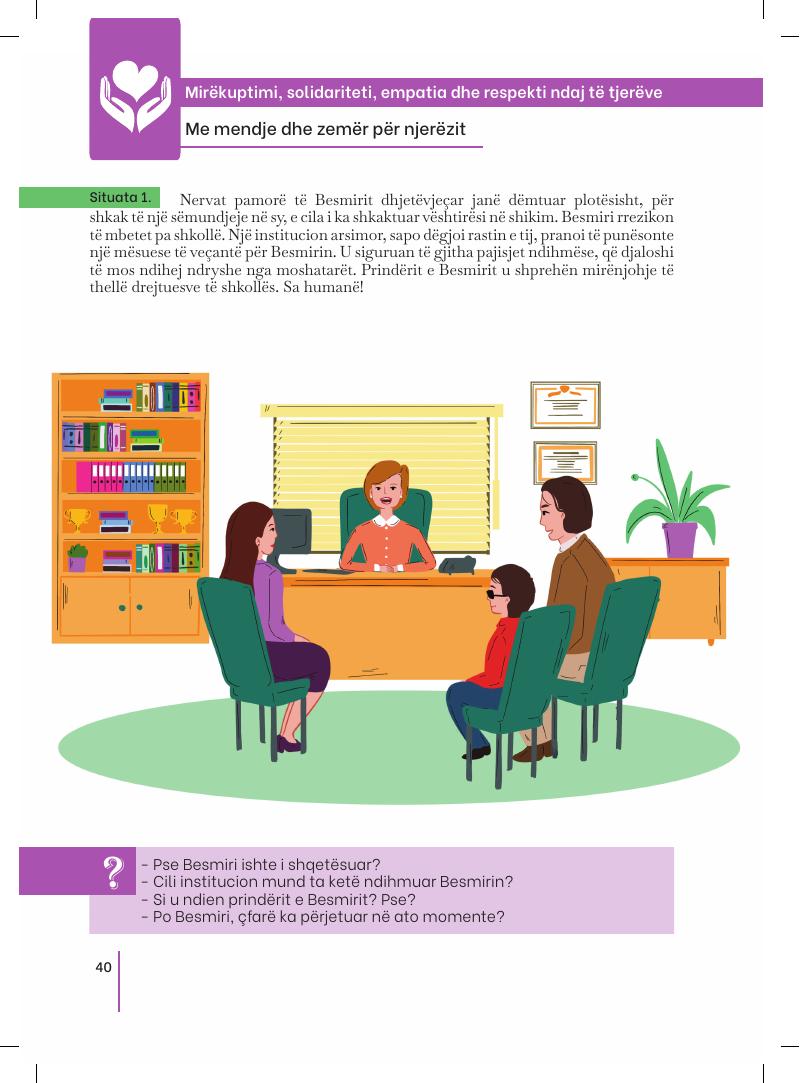 Mirëkuptimi, solidariteti, empatia dhe respekti ndaj të tjerëve
Me mendje dhe zemër për njerëzit
Situata 1. Nervat pamorë të Besmirit dhjetëvjeçar janë dëmtuar plotësisht, për
shkak të një sëmundjeje në sy, e cila i ka shkaktuar vështirësi në shikim. Besmiri rrezikon
të mbetet pa shkollë. Një institucion arsimor, sapo dëgjoi rastin e tij, pranoi të punësonte
një mësuese të veçantë për Besmirin. U siguruan të gjitha pajisjet ndihmëse, që djaloshi
të mos ndihej ndryshe nga moshatarët. Prindërit e Besmirit u shprehën mirënjohje të
thellë drejtuesve të shkollës. Sa humanë!
?
- Pse Besmiri ishte i shqetësuar?
- Cili institucion mund ta ketë ndihmuar Besmirin?
- Si u ndien prindërit e Besmirit? Pse?
- Po Besmiri, çfarë ka përjetuar në ato momente?
40